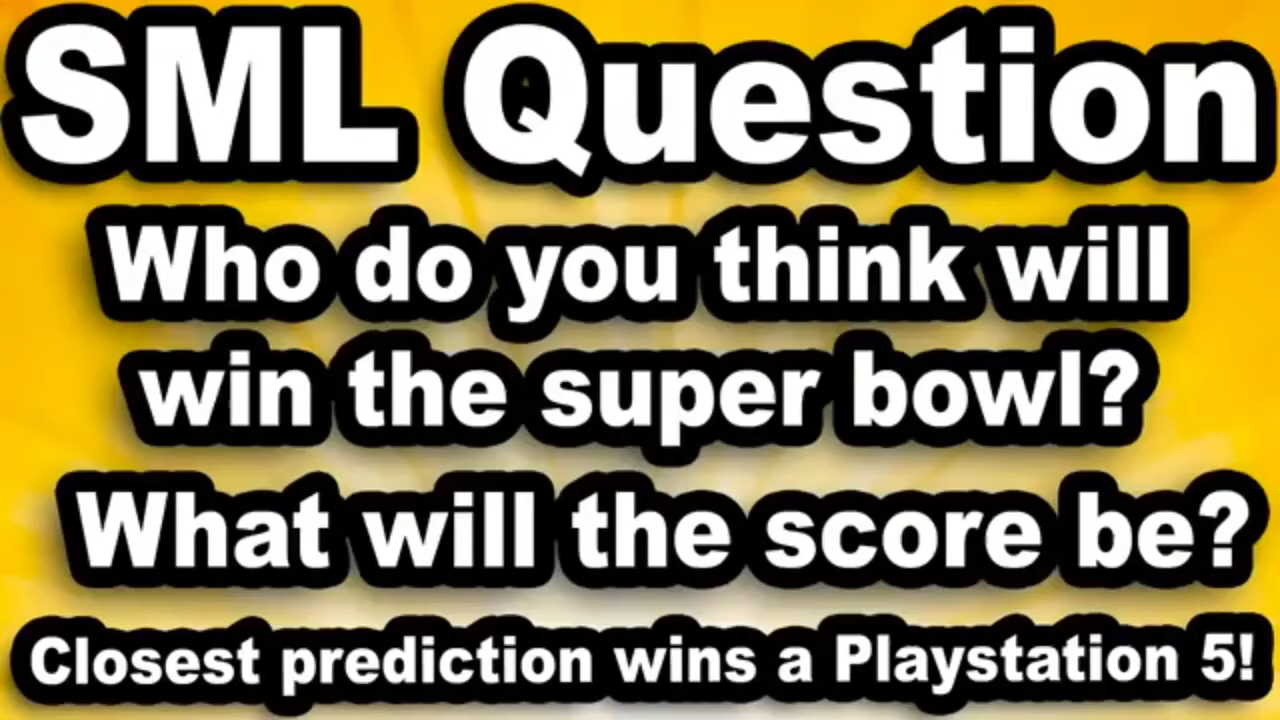 SML Question
Who do you think will
win the super bowl?
What will the score be?
Closest prediction wins a Playstation 5!